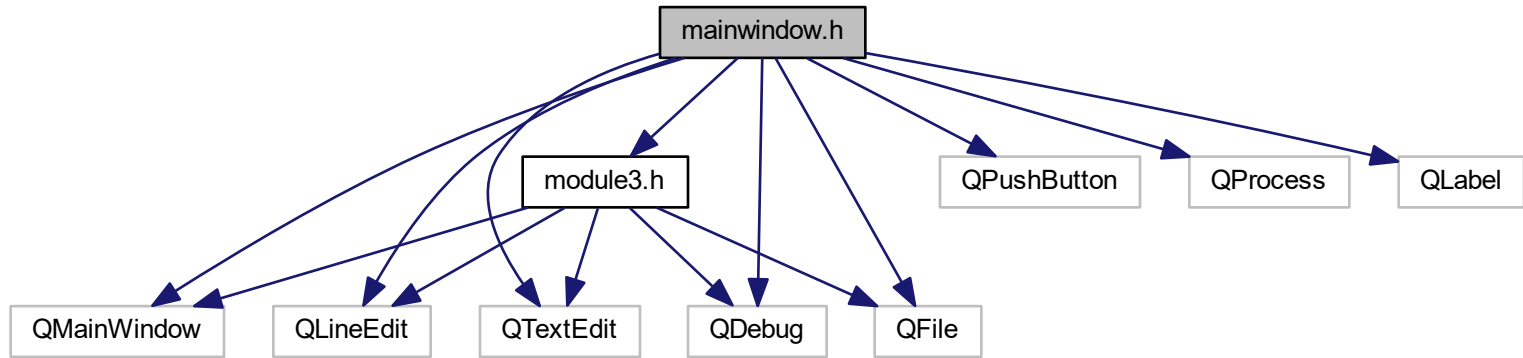 mainwindow.h
module3.h
QPushButton
QProcess
QLabel
QMainWindow
QLineEdit
QTextEdit
QDebug
QFile